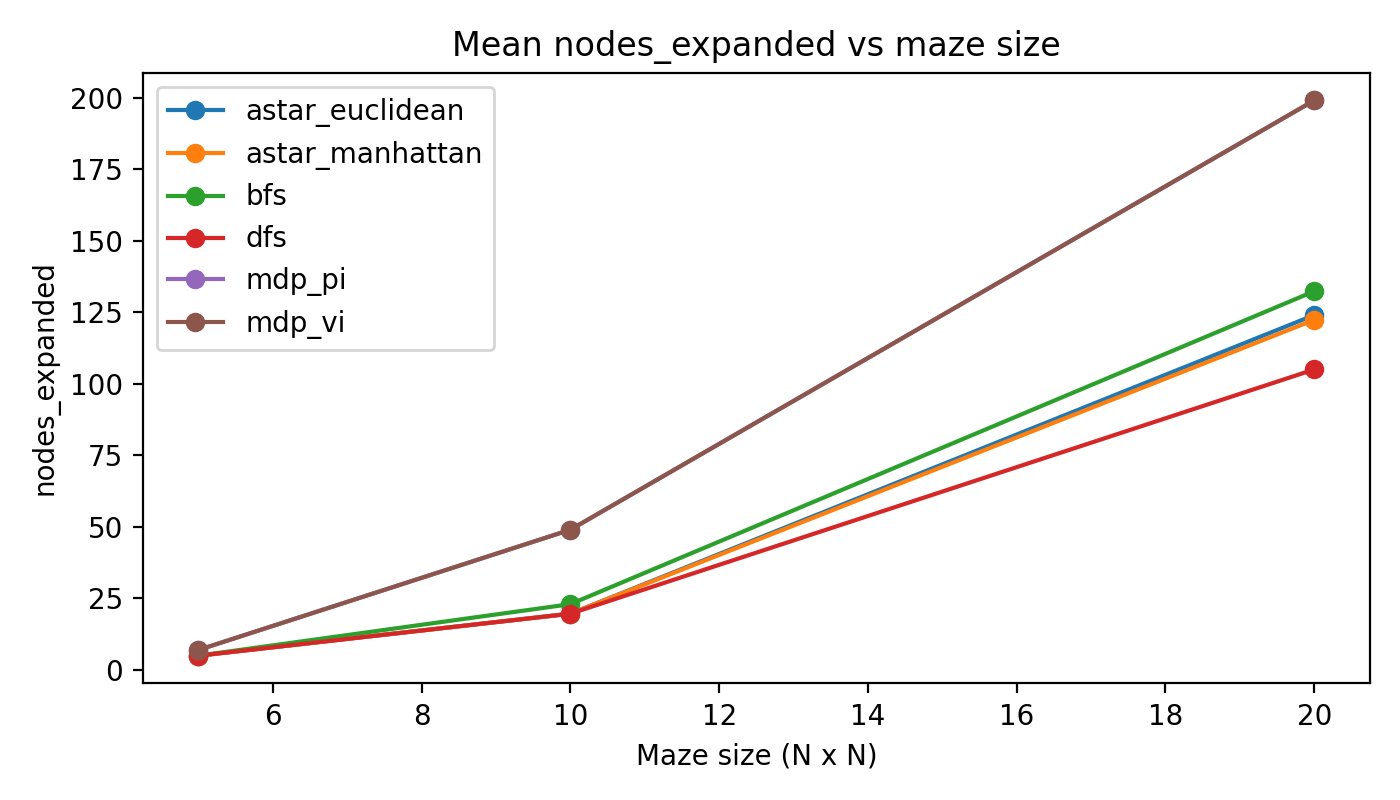 Mean nodes_expanded vs maze size
200
175
150
125
100
75
50
25
0
nodes_expanded
astar_euclidean
astar_manhattan
bfs
dfs
mdp_pi
mdp_vi
6 8 10 12 14 16 18 20
Maze size (N x N)